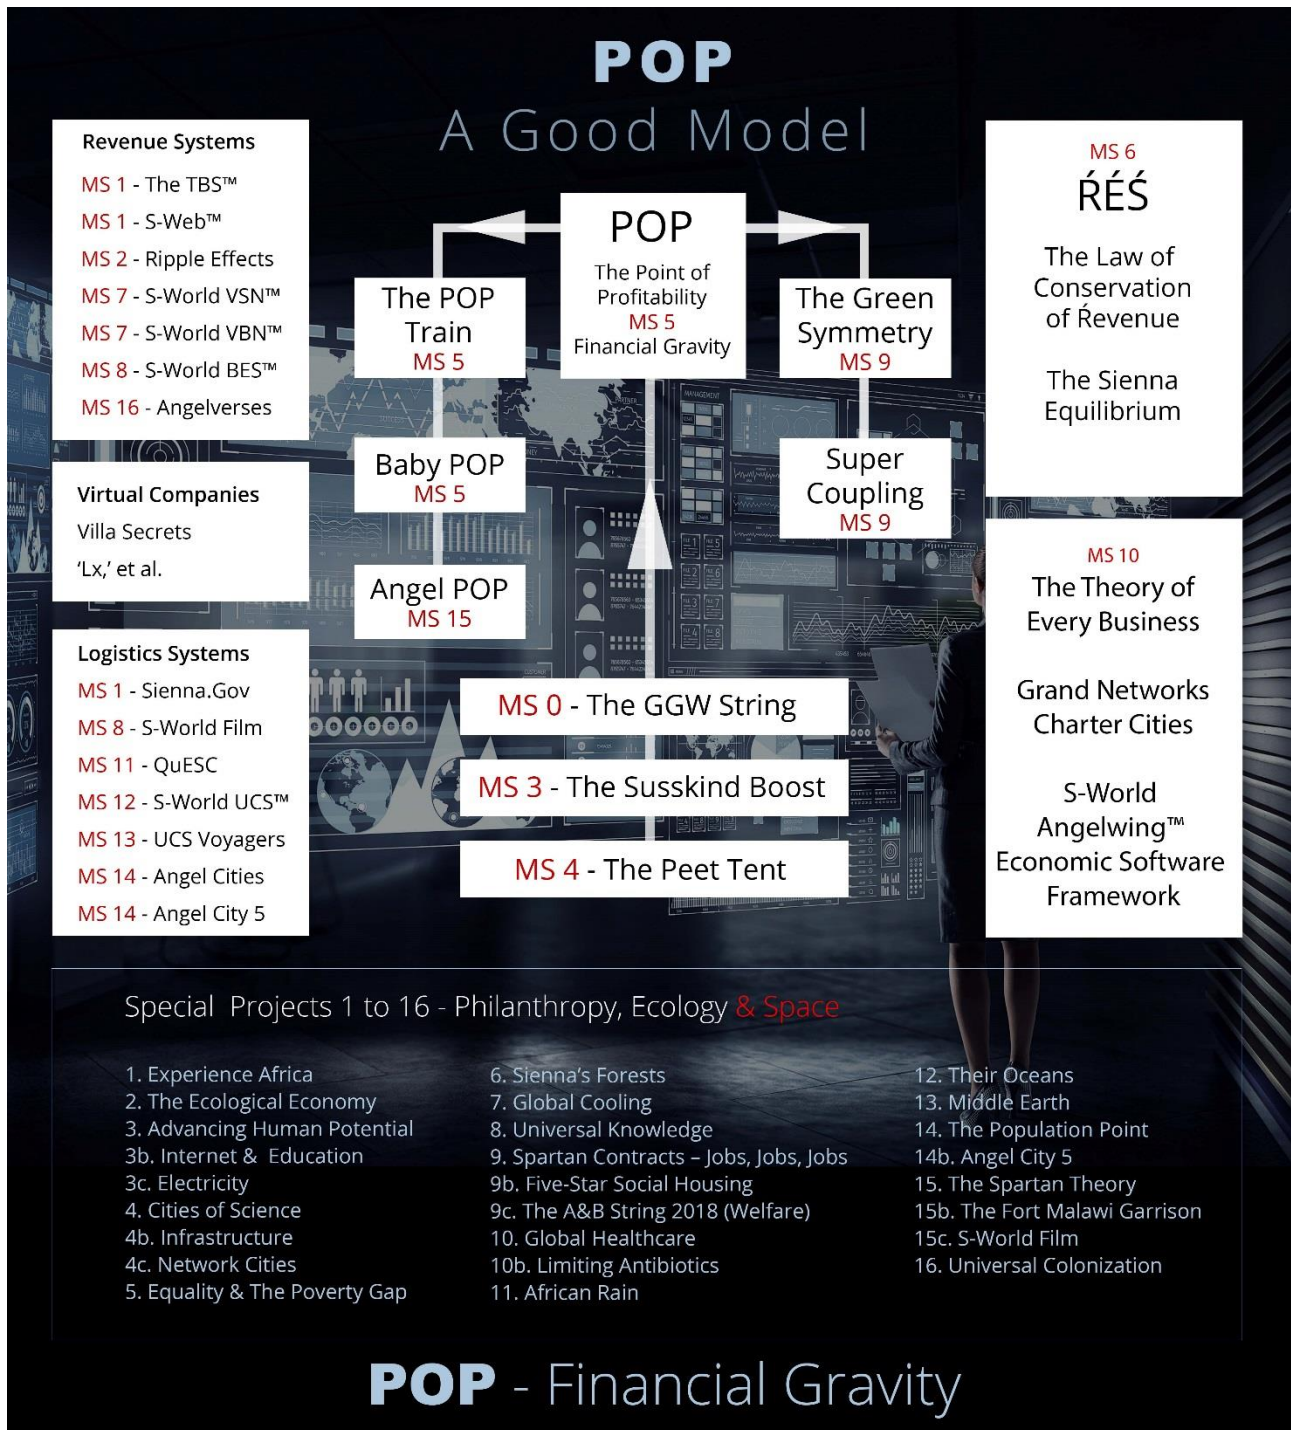 POP
A Good Model
Revenue Systems
MS 1 - The TBS™
MS 1 - S-Web™
MS 2 - Ripple Effects
MS 7 - S-World VSN™
MS 7 - S-World VBN™
MS 8 - S-World BES™
MS 16 - Angelverses
Virtual Companies
Villa Secrets
‘Lx,’ et al.
Logistics Systems
MS 1 - Sienna.Gov
MS 8 - S-World Film
MS 11 - QuESC
MS 12 - S-World UCS™
MS 13 - UCS Voyagers
MS 14 - Angel Cities
MS 14 - Angel City 5
POP
The Point of
Profitability
MS 5
Financial Gravity
The POP
Train
MS 5
Baby POP
MS 5
Angel POP
MS 15
The Green
Symmetry
MS 9
Super
Coupling
MS 9
MS 0 - The GGW String
MS 3 - The Susskind Boost
MS 4 - The Peet Tent
MS 6
ŔÉŚ
The Law of
Conservation
of Ŕevenue
The Sienna
Equilibrium
MS 10
The Theory of
Every Business
Grand Networks
Charter Cities
S-World
Angelwing™
Economic Software
Framework
Special Projects 1 to 16 - Philanthropy, Ecology & Space
1. Experience Africa
2. The Ecological Economy
3. Advancing Human Potential
3b. Internet & Education
3c. Electricity
4. Cities of Science
4b. Infrastructure
4c. Network Cities
5. Equality & The Poverty Gap
6. Sienna’s Forests
7. Global Cooling
8. Universal Knowledge
9. Spartan Contracts – Jobs, Jobs, Jobs
9b. Five-Star Social Housing
9c. The A&B String 2018 (Welfare)
10. Global Healthcare
10b. Limiting Antibiotics
11. African Rain
12. Their Oceans
13. Middle Earth
14. The Population Point
14b. Angel City 5
15. The Spartan Theory
15b. The Fort Malawi Garrison
15c. S-World Film
16. Universal Colonization
POP - Financial Gravity